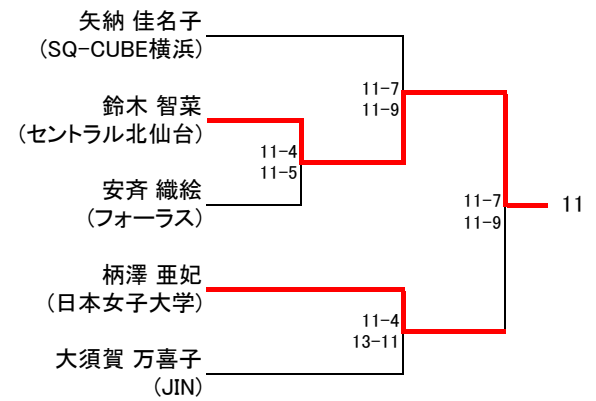 矢納 佳名子
(SQ-CUBE横浜)
11-7
11-9
鈴木 智菜
(セントラル北仙台)
11-4
11-5
安斉 織絵
(フォーラス)
11-7
11-9
11
柄澤 亜妃
(日本女子大学)
11-4
13-11
大須賀 万喜子
(JIN)